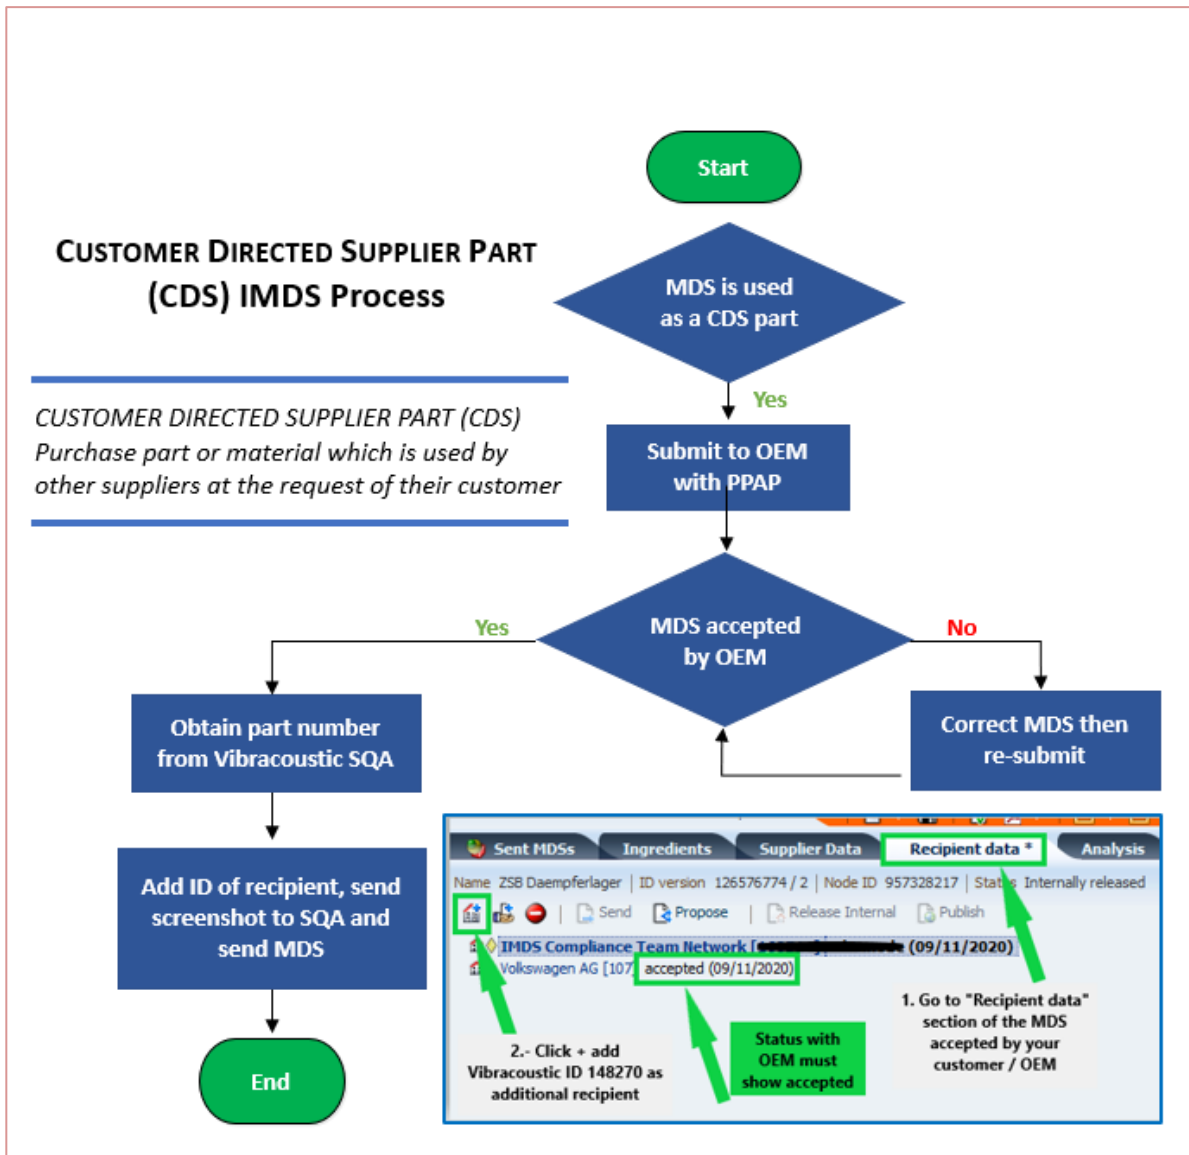 Start
CUSTOMER DIRECTED SUPPLIER PART
(CDS) IMDS Process
MDS is used
as a CDS part
CUSTOMER DIRECTED SUPPLIER PART (CDS)
Purchase part or material which is used by
other suppliers at the request of their customer
Yes
Submit to OEM
with PPAP
MDS accepted
by OEM
Yes
No
Obtain part number
from Vibracoustic SQA
Correct MDS then
re-submit
Add ID of recipient, send
screenshot to SQA and
send MDS
End
Sent MDSs Ingredients Supplier Data Recipient data * Analysis
Name ZSB Daempferlager | ID version 126576774 / 2 | Node ID 957328217 | Status Internally released
Send Propose | Release Internal Publish
IMDS Compliance Team Network [ (09/11/2020)
Volkswagen AG [107] accepted (09/11/2020)
1. Go to "Recipient data"
section of the MDS
accepted by your
customer / OEM
2.- Click + add
Vibracoustic ID 148270 as
additional recipient
Status with
OEM must
show accepted